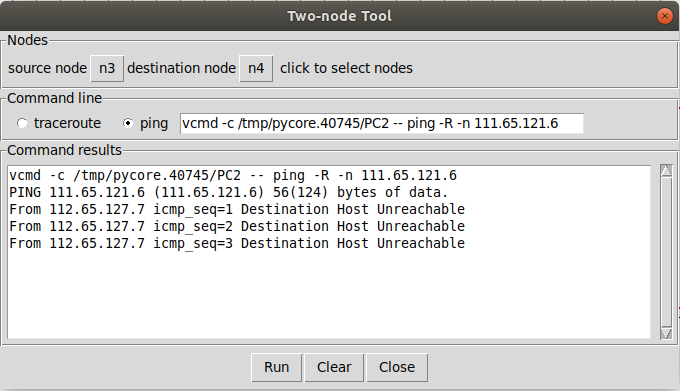 Two-node Tool
Nodes
source node n3 destination node n4 click to select nodes
Command line
traceroute ping vcmd -c /tmp/pycore.40745/PC2 -- ping -R -n 111.65.121.6
Command results
vcmd -c /tmp/pycore.40745/PC2 -- ping -R -n 111.65.121.6
PING 111.65.121.6 (111.65.121.6) 56(124) bytes of data.
From 112.65.127.7 icmp_seq=1 Destination Host Unreachable
From 112.65.127.7 icmp_seq=2 Destination Host Unreachable
From 112.65.127.7 icmp_seq=3 Destination Host Unreachable
Run Clear Close